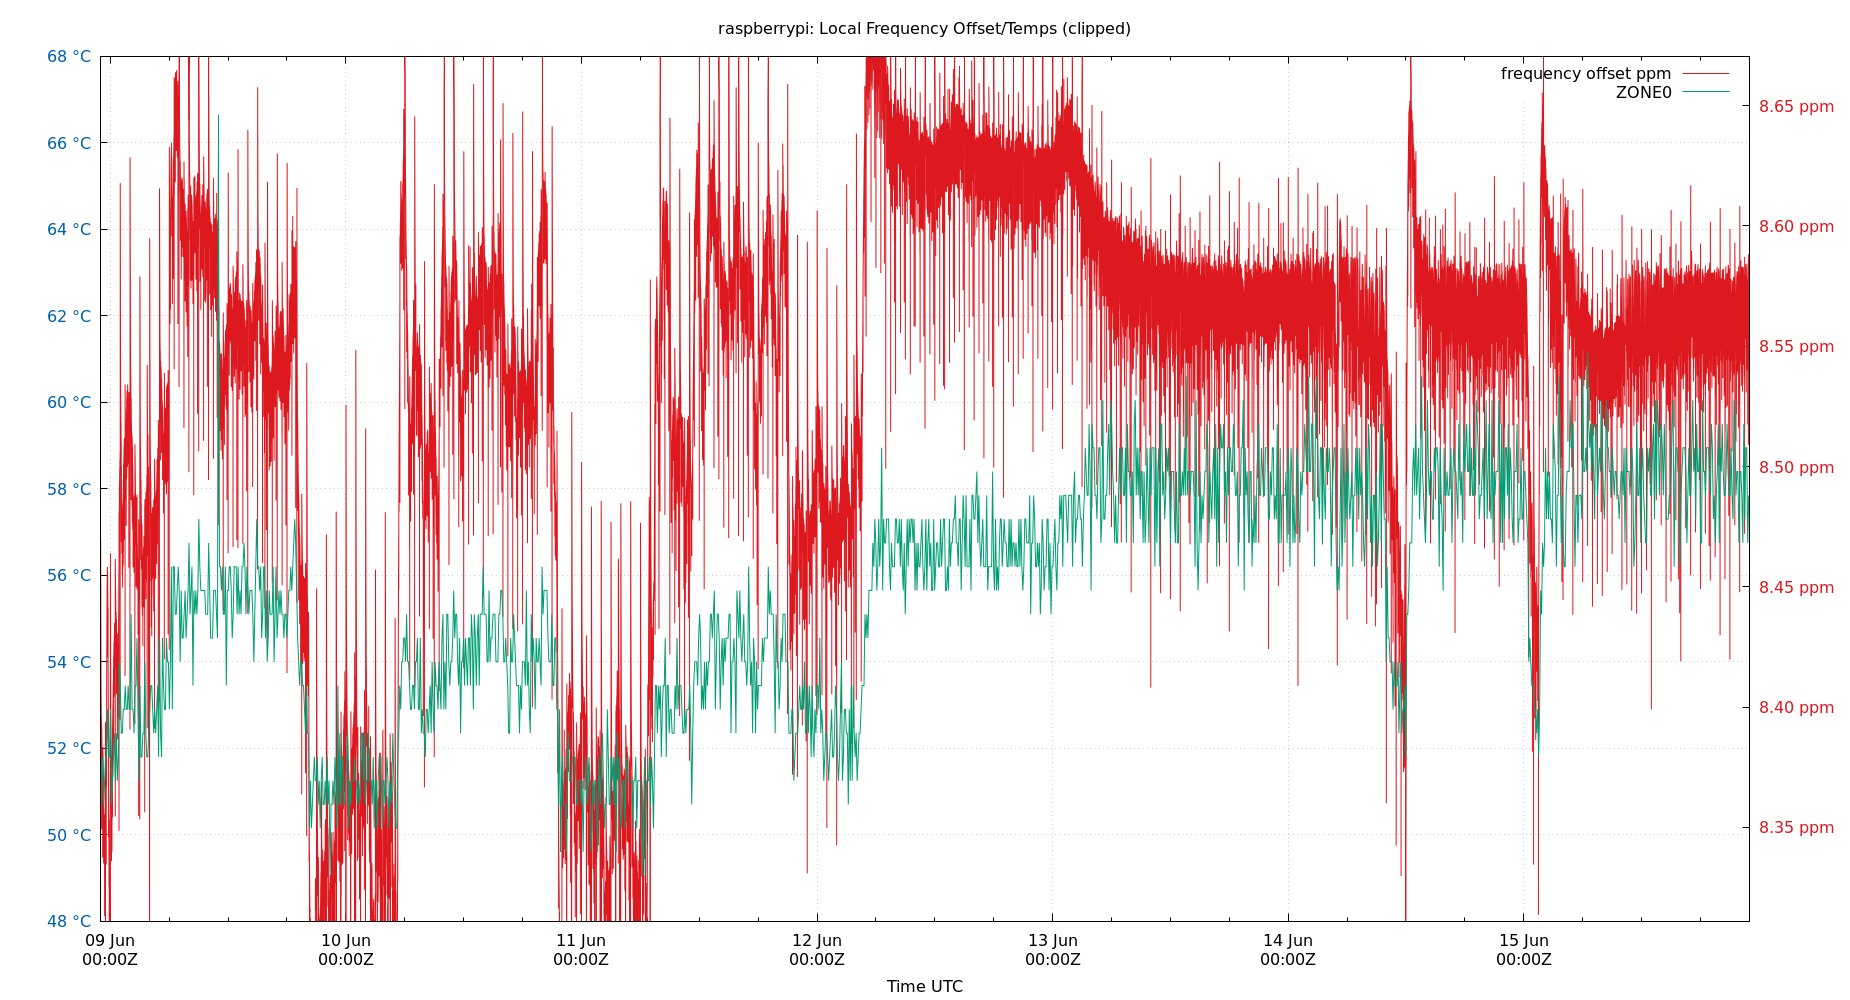 raspberrypi: Local Frequency Offset/Temps (clipped)
68 °C
66 °C
64 °C
62 °C
60 °C
58 °C
56 °C
54 °C
52 °C
50 °C
48 °C
frequency offset ppm
ZONE0
8.65 ppm
8.60 ppm
8.55 ppm
8.50 ppm
8.45 ppm
8.40 ppm
8.35 ppm
09 Jun
00:00Z
10 Jun
00:00Z
11 Jun
00:00Z
12 Jun
00:00Z
13 Jun
00:00Z
14 Jun
00:00Z
15 Jun
00:00Z
Time UTC